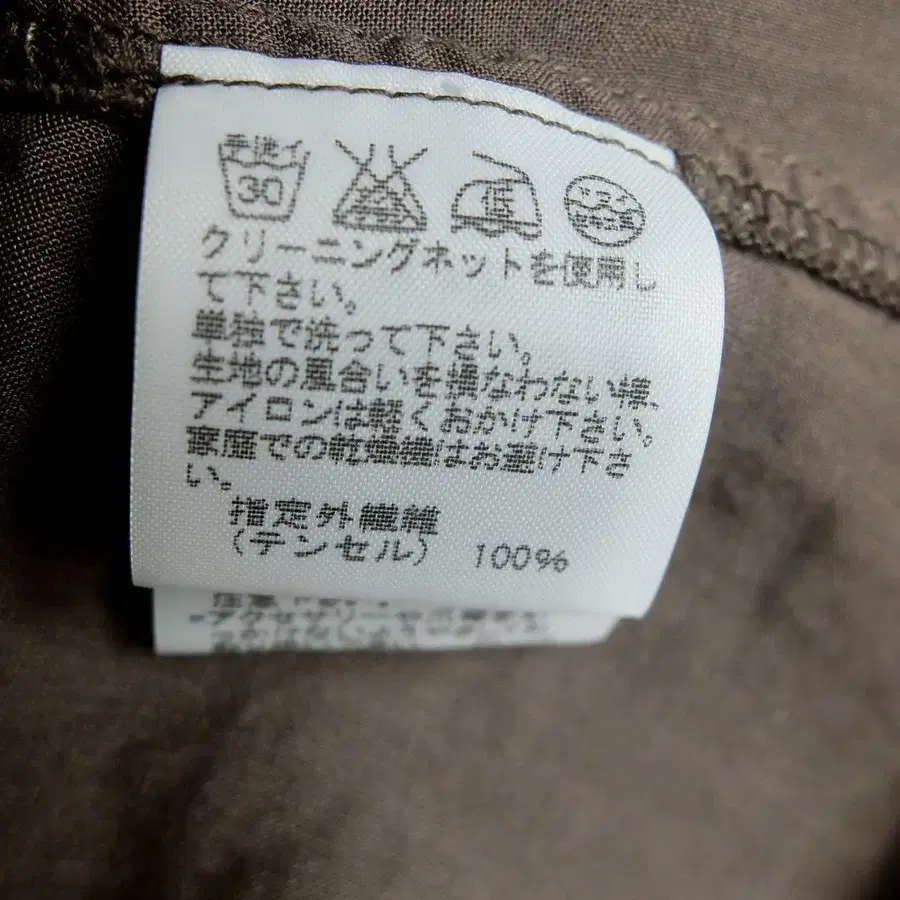 手洗イ
30
低
ドライ
クリーニングネットを使用し
て下さい。
単独で洗って下さい。
生地の風合いを損なわない様、
アイロンは軽くおかけ下さい。
家庭での乾燥機はお避け下さ
い。
指定外繊維
(テンセル) 100%